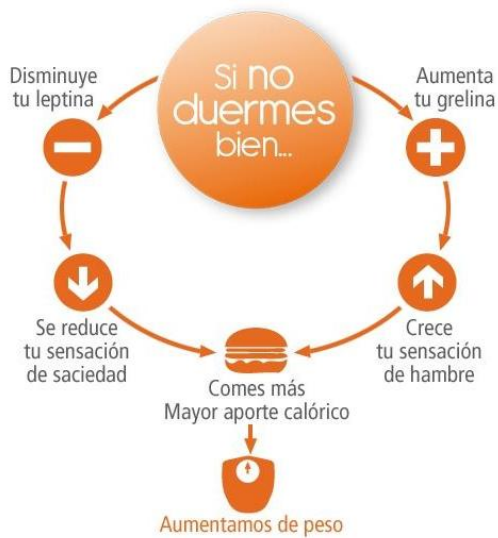 Si no
duermes
bien...
Disminuye
tu leptina
Aumenta
tu grelina
Se reduce
tu sensación
de saciedad
Crece
tu sensación
de hambre
Comes más
Mayor aporte calórico
Aumentamos de peso